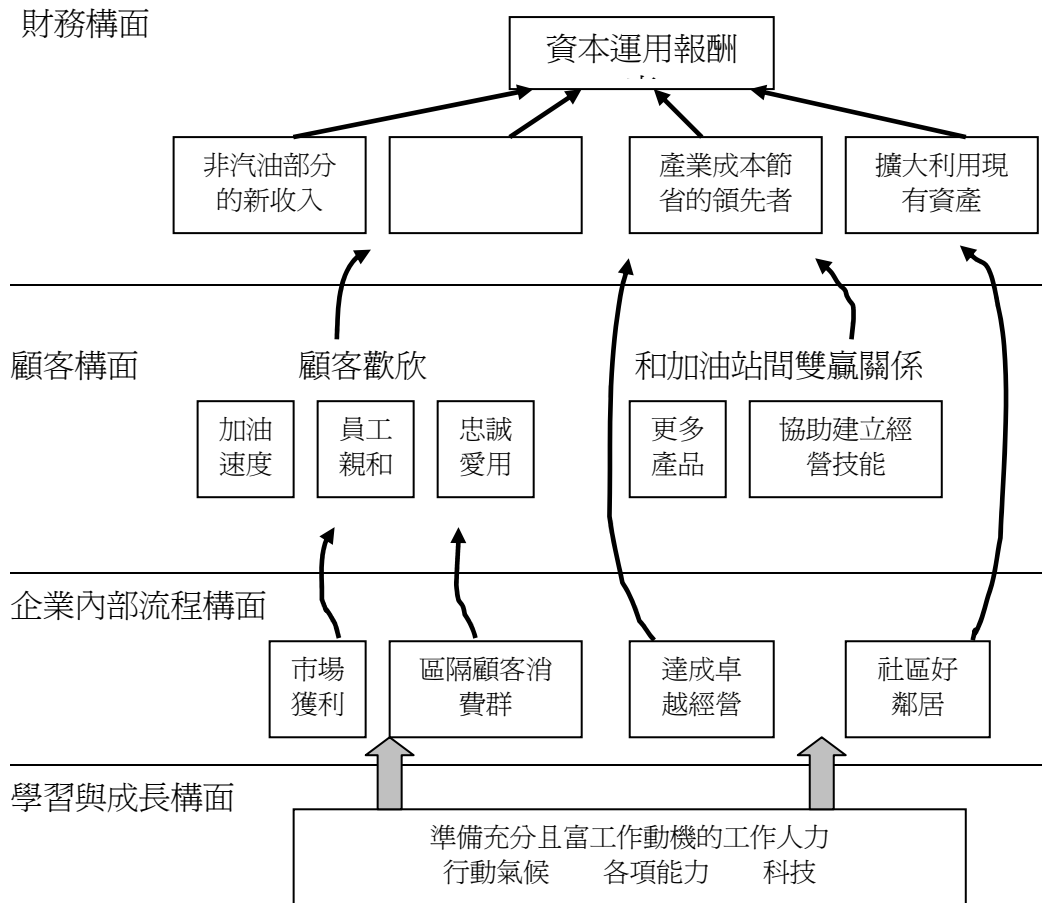 財務構面
資本運用報酬
非汽油部分
的新收入
產業成本節
省的領先者
擴大利用現
有資產
顧客構面
顧客歡欣
和加油站間雙贏關係
加油
速度
員工
親和
忠誠
愛用
更多
產品
協助建立經
營技能
企業內部流程構面
市場
獲利
區隔顧客消
費群
達成卓
越經營
社區好
鄰居
學習與成長構面
準備充分且富工作動機的工作人力
行動氣候 各項能力 科技